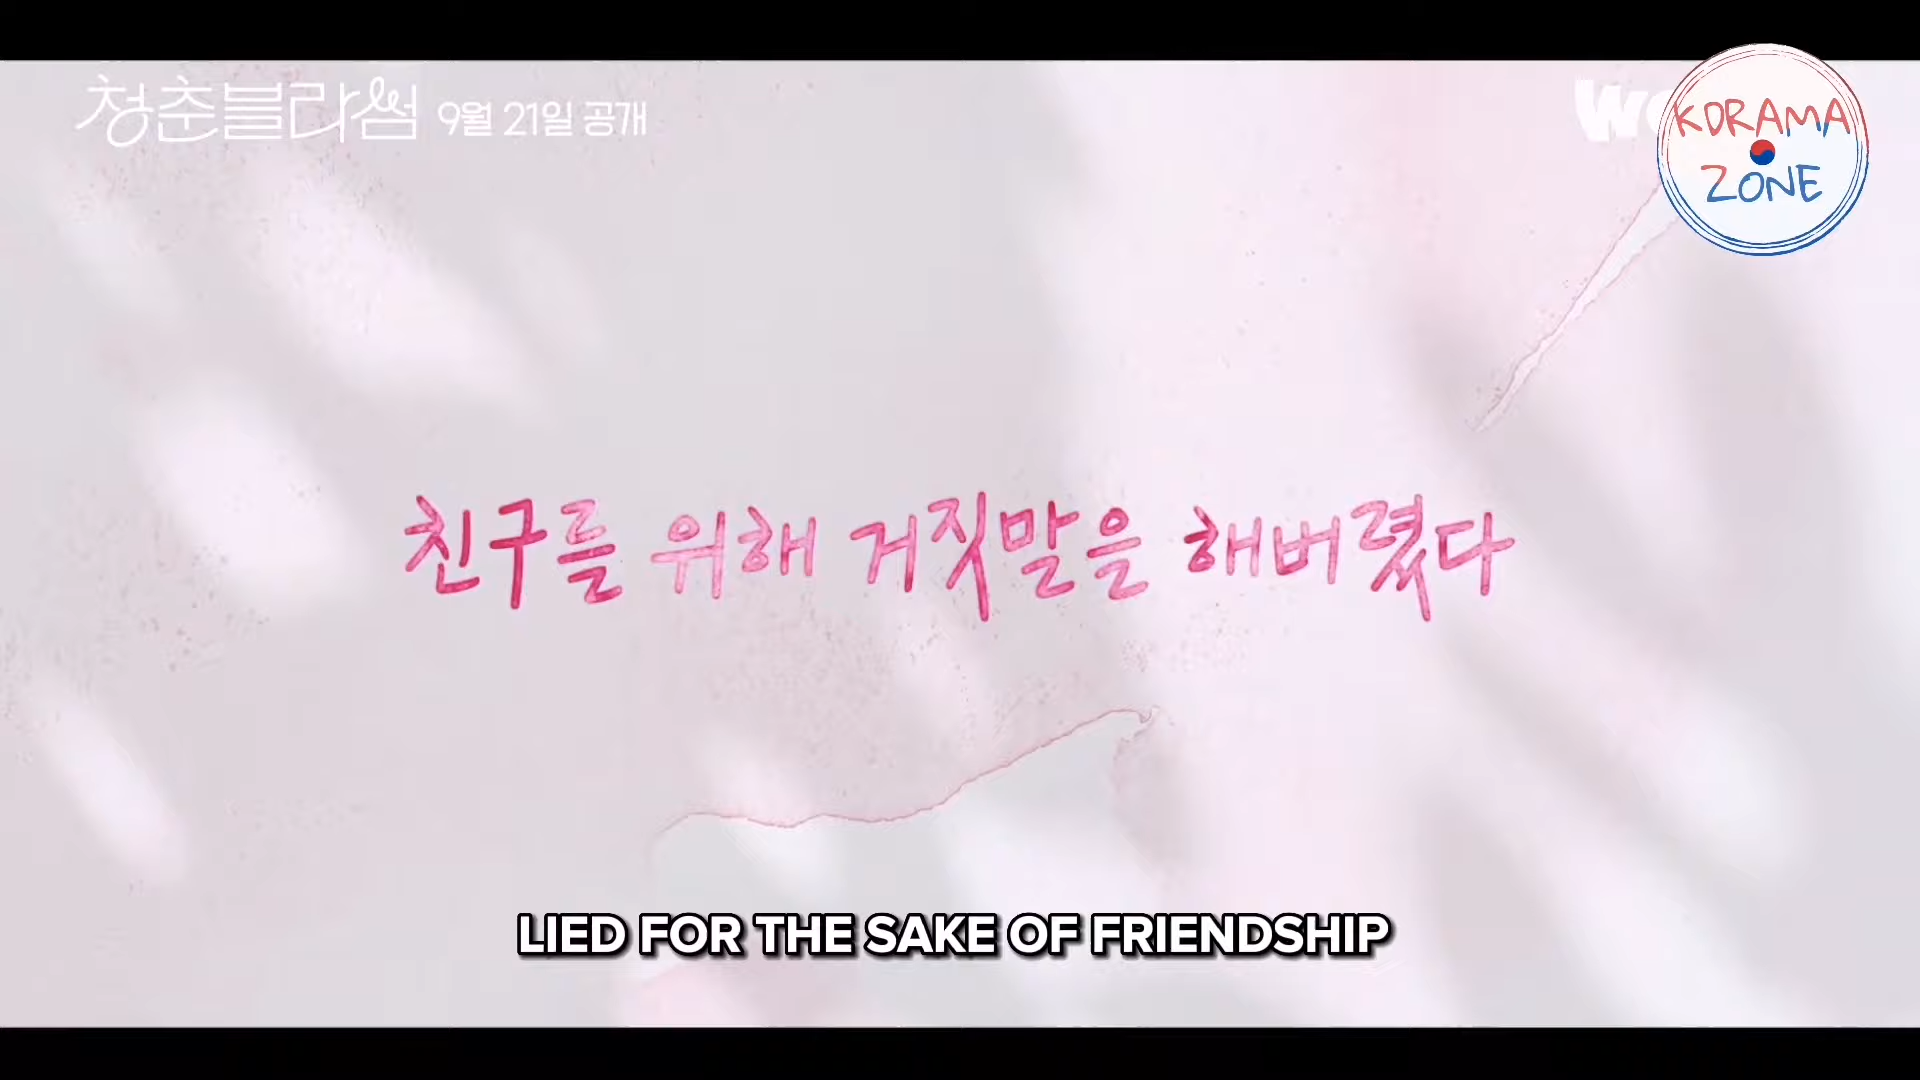 청춘블라썸 9월 21일 공개
KDRAMA
ZONE
친구를 위해 거짓말을 해버렸다
LIED FOR THE SAKE OF FRIENDSHIP